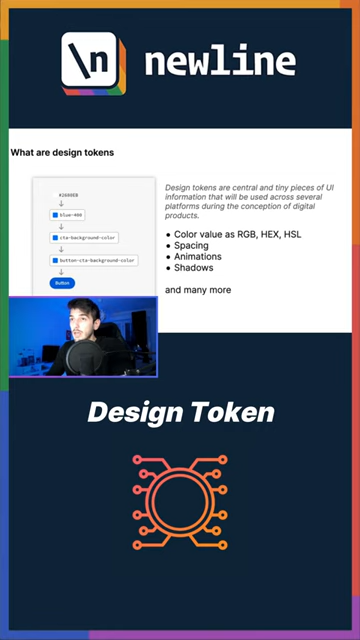 \n newline
What are design tokens
#2680EB
blue-400
cta-background-color
button-cta-background-color
Button
Design tokens are central and tiny pieces of UI
information that will be used across several
platforms during the conception of digital
products.
• Color value as RGB, HEX, HSL
• Spacing
• Animations
• Shadows
and many more
Design Token